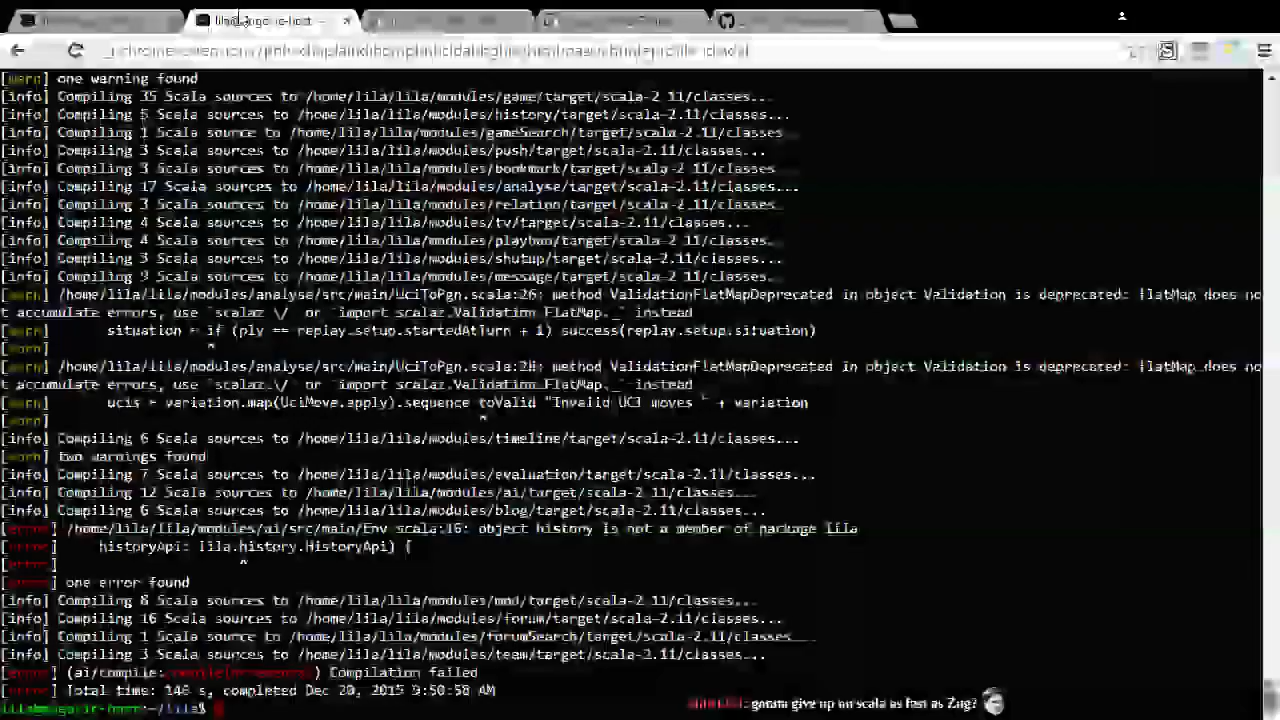 [warn] one warning found
[info] Compiling 35 Scala sources to /home/lila/lila/modules/game/target/scala-2.11/classes...
[info] Compiling 5 Scala sources to /home/lila/lila/modules/history/target/scala-2.11/classes...
[info] Compiling 1 Scala source to /home/lila/lila/modules/gameSearch/target/scala-2.11/classes...
[info] Compiling 3 Scala sources to /home/lila/lila/modules/push/target/scala-2.11/classes...
[info] Compiling 3 Scala sources to /home/lila/lila/modules/bookmark/target/scala-2.11/classes...
[info] Compiling 17 Scala sources to /home/lila/lila/modules/analyse/target/scala-2.11/classes...
[info] Compiling 3 Scala sources to /home/lila/lila/modules/relation/target/scala-2.11/classes...
[info] Compiling 4 Scala sources to /home/lila/lila/modules/tv/target/scala-2.11/classes...
[info] Compiling 4 Scala sources to /home/lila/lila/modules/playban/target/scala-2.11/classes...
[info] Compiling 3 Scala sources to /home/lila/lila/modules/shutup/target/scala-2.11/classes...
[info] Compiling 9 Scala sources to /home/lila/lila/modules/message/target/scala-2.11/classes...
[warn] /home/lila/lila/modules/analyse/src/main/UciToPgn.scala:26: method ValidationFlatMapDeprecated in object Validation is deprecated: flatMap does no
t accumulate errors, use `scalaz.\/` or `import scalaz.Validation.FlatMap._` instead
[warn] situation ← if (ply == replay.setup.startedAtTurn + 1) success(replay.setup.situation)
[warn] ^
[warn] /home/lila/lila/modules/analyse/src/main/UciToPgn.scala:28: method ValidationFlatMapDeprecated in object Validation is deprecated: flatMap does no
t accumulate errors, use `scalaz.\/` or `import scalaz.Validation.FlatMap._` instead
[warn] ucis ← variation.map(UciMove.apply).sequence toValid "Invalid UCI moves " + variation
[warn] ^
[info] Compiling 6 Scala sources to /home/lila/lila/modules/timeline/target/scala-2.11/classes...
[warn] two warnings found
[info] Compiling 7 Scala sources to /home/lila/lila/modules/evaluation/target/scala-2.11/classes...
[info] Compiling 12 Scala sources to /home/lila/lila/modules/ai/target/scala-2.11/classes...
[info] Compiling 6 Scala sources to /home/lila/lila/modules/blog/target/scala-2.11/classes...
[error] /home/lila/lila/modules/ai/src/main/Env.scala:16: object history is not a member of package lila
[error] historyApi: lila.history.HistoryApi) {
[error] ^
[error] one error found
[info] Compiling 8 Scala sources to /home/lila/lila/modules/mod/target/scala-2.11/classes...
[info] Compiling 16 Scala sources to /home/lila/lila/modules/forum/target/scala-2.11/classes...
[info] Compiling 1 Scala source to /home/lila/lila/modules/forumSearch/target/scala-2.11/classes...
[info] Compiling 3 Scala sources to /home/lila/lila/modules/team/target/scala-2.11/classes...
[error] (ai/compile: ) Compilation failed
[error] Total time: 148 s, completed Dec 20, 2015 9:50:58 AM
:~/lila$
: gotam give up on scala as fast as Zug?